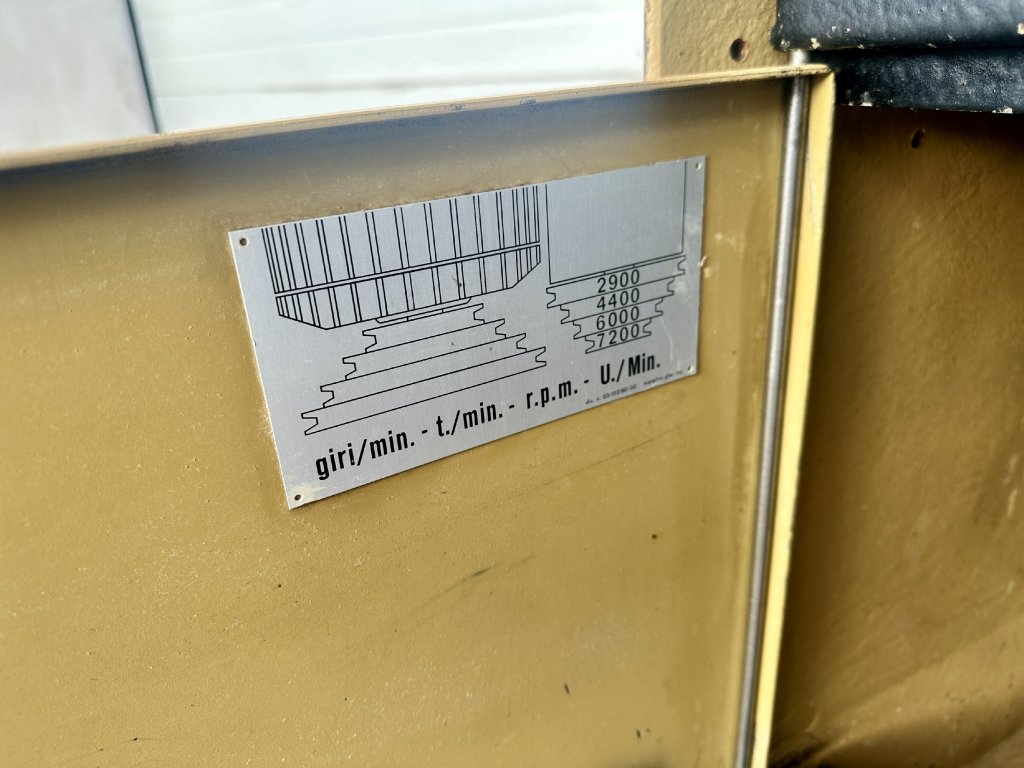 2900
4400
6000
7200
giri/min. - t./min. - r.p.m. - U./Min.